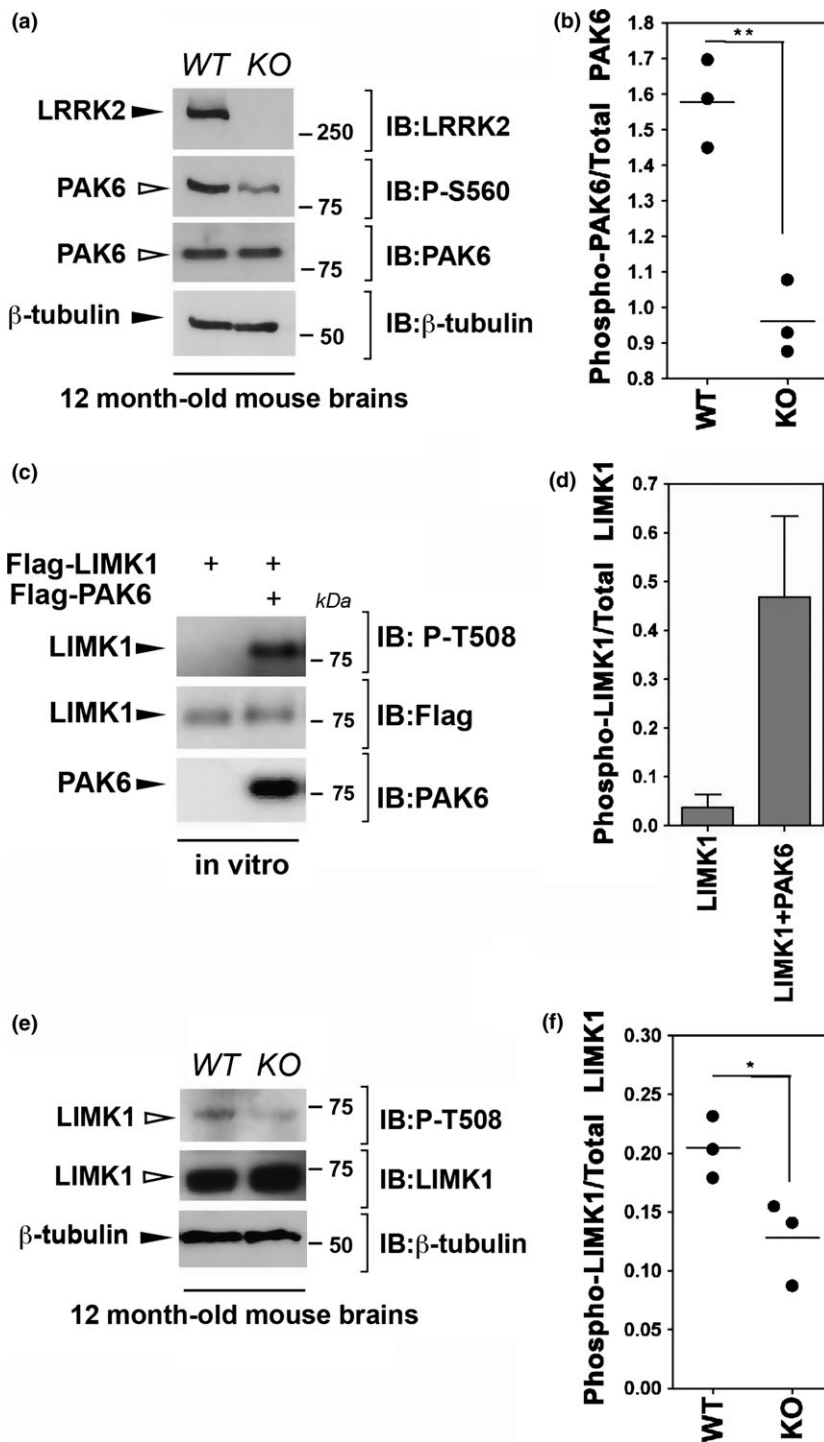 (a)
WT KO
LRRK2
250
IB:LRRK2
PAK6
75
IB:P-S560
PAK6
75
IB:PAK6
β-tubulin
50
IB:β-tubulin
12 month-old mouse brains
(b)
Phospho-PAK6/Total PAK6
1.8
1.7
1.6
1.5
1.4
1.3
1.2
1.1
1.0
0.9
0.8
**
WT
KO
(c)
Flag-LIMK1 + +
Flag-PAK6 +
kDa
LIMK1
75
IB: P-T508
LIMK1
75
IB:Flag
PAK6
75
IB:PAK6
in vitro
(d)
Phospho-LIMK1/Total LIMK1
0.7
0.6
0.5
0.4
0.3
0.2
0.1
0.0
LIMK1
LIMK1+PAK6
(e)
WT KO
LIMK1
75
IB:P-T508
LIMK1
75
IB:LIMK1
β-tubulin
50
IB:β-tubulin
12 month-old mouse brains
(f)
Phospho-LIMK1/Total LIMK1
0.30
0.25
0.20
0.15
0.10
0.05
0.00
*
WT
KO